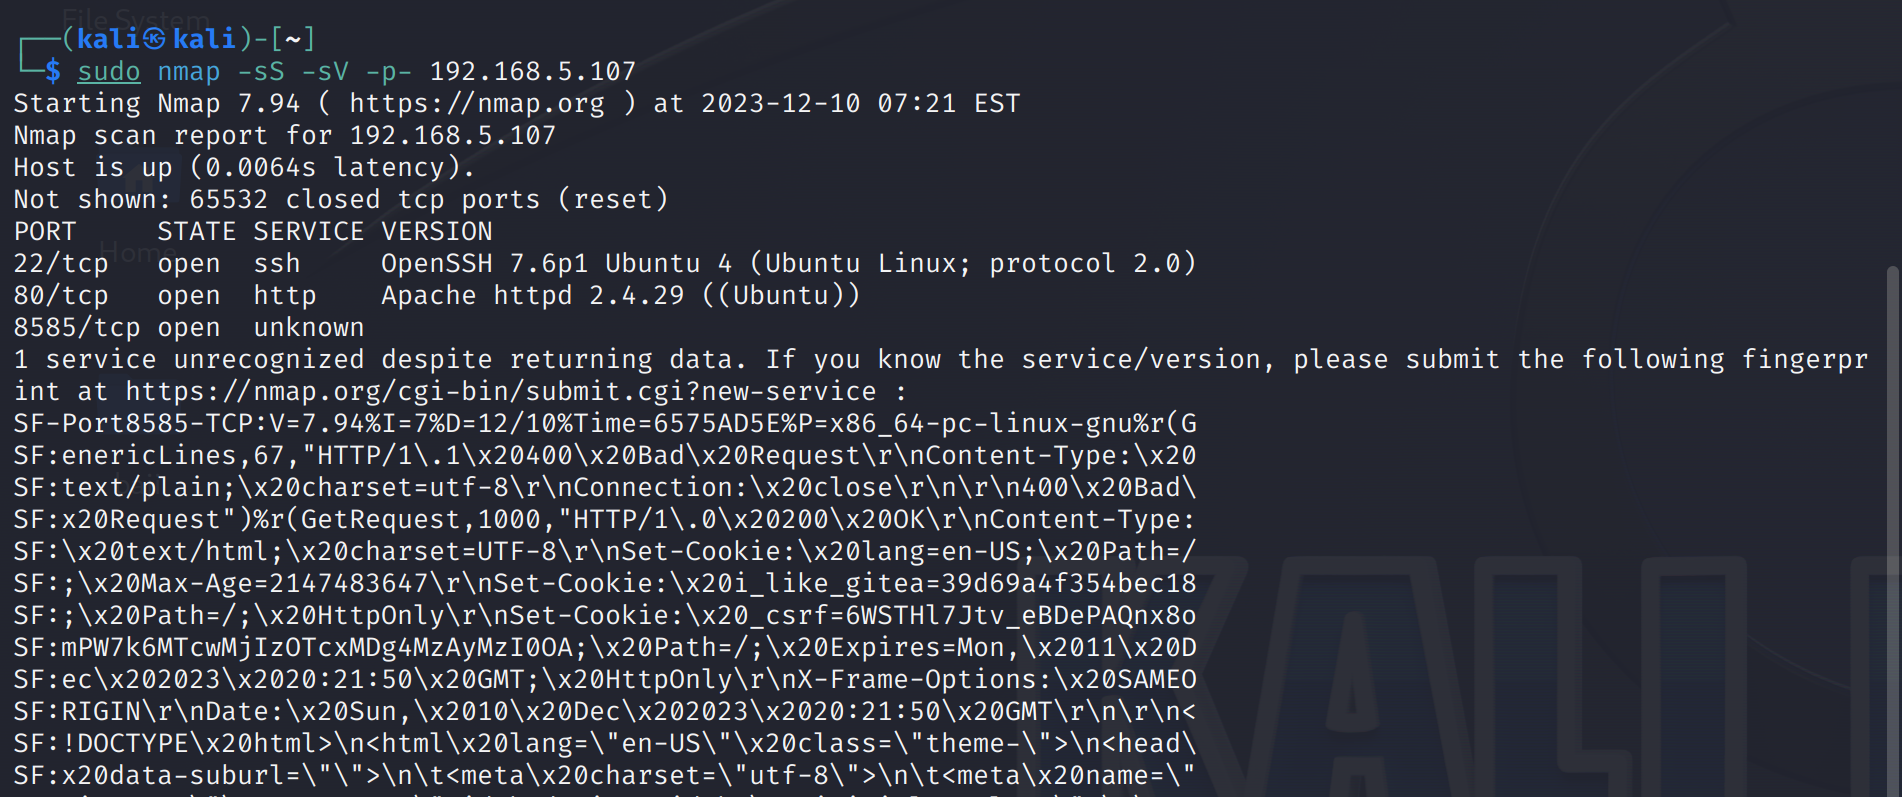 File System
┌──(kali㉿kali)-[~]
└─$ sudo nmap -sS -sV -p- 192.168.5.107
Starting Nmap 7.94 ( https://nmap.org ) at 2023-12-10 07:21 EST
Nmap scan report for 192.168.5.107
Host is up (0.0064s latency).
Not shown: 65532 closed tcp ports (reset)
PORT     STATE SERVICE VERSION
Home
22/tcp   open  ssh     OpenSSH 7.6p1 Ubuntu 4 (Ubuntu Linux; protocol 2.0)
80/tcp   open  http    Apache httpd 2.4.29 ((Ubuntu))
8585/tcp open  unknown
1 service unrecognized despite returning data. If you know the service/version, please submit the following fingerpr
int at https://nmap.org/cgi-bin/submit.cgi?new-service :
SF-Port8585-TCP:V=7.94%I=7%D=12/10%Time=6575AD5E%P=x86_64-pc-linux-gnu%r(G
SF:enericLines,67,"HTTP/1\.1\x20400\x20Bad\x20Request\r\nContent-Type:\x20
SF:text/plain;\x20charset=utf-8\r\nConnection:\x20close\r\n\r\n400\x20Bad\
SF:x20Request")%r(GetRequest,1000,"HTTP/1\.0\x20200\x20OK\r\nContent-Type:
SF:\x20text/html;\x20charset=UTF-8\r\nSet-Cookie:\x20lang=en-US;\x20Path=/
SF:;\x20Max-Age=2147483647\r\nSet-Cookie:\x20i_like_gitea=39d69a4f354bec18
SF:;\x20Path=/;\x20HttpOnly\r\nSet-Cookie:\x20_csrf=6WSTHl7Jtv_eBDePAQnx8o
SF:mPW7k6MTcwMjIzOTcxMDg4MzAyMzI0OA;\x20Path=/;\x20Expires=Mon,\x2011\x20D
SF:ec\x202023\x2020:21:50\x20GMT;\x20HttpOnly\r\nX-Frame-Options:\x20SAMEO
SF:RIGIN\r\nDate:\x20Sun,\x2010\x20Dec\x202023\x2020:21:50\x20GMT\r\n\r\n<
SF:!DOCTYPE\x20html>\n<html\x20lang=\"en-US\"\x20class=\"theme-\">\n<head\
SF:x20data-suburl=\"\">\n\t<meta\x20charset=\"utf-8\">\n\t<meta\x20name=\"
KALI